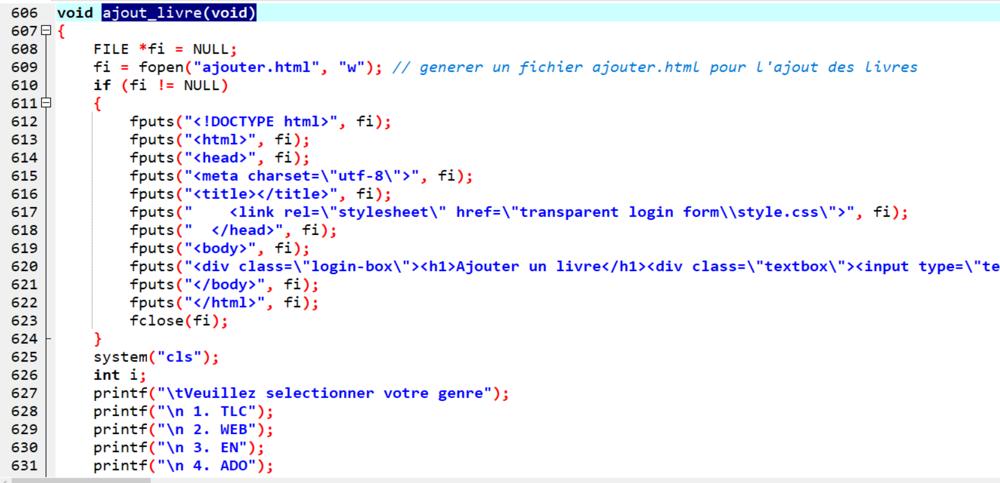 606 void ajout_livre(void)
607 {
608 FILE *fi = NULL;
609 fi = fopen("ajouter.html", "w"); // generer un fichier ajouter.html pour l'ajout des livres
610 if (fi != NULL)
611 {
612 fputs("<!DOCTYPE html>", fi);
613 fputs("<html>", fi);
614 fputs("<head>", fi);
615 fputs("<meta charset=\"utf-8\">", fi);
616 fputs("<title></title>", fi);
617 fputs("    <link rel=\"stylesheet\" href=\"transparent login form\\style.css\">", fi);
618 fputs("  </head>", fi);
619 fputs("<body>", fi);
620 fputs("<div class=\"login-box\"><h1>Ajouter un livre</h1><div class=\"textbox\"><input type=\"te
621 fputs("</body>", fi);
622 fputs("</html>", fi);
623 fclose(fi);
624 }
625 system("cls");
626 int i;
627 printf("\tVeuillez selectionner votre genre");
628 printf("\n 1. TLC");
629 printf("\n 2. WEB");
630 printf("\n 3. EN");
631 printf("\n 4. ADO");